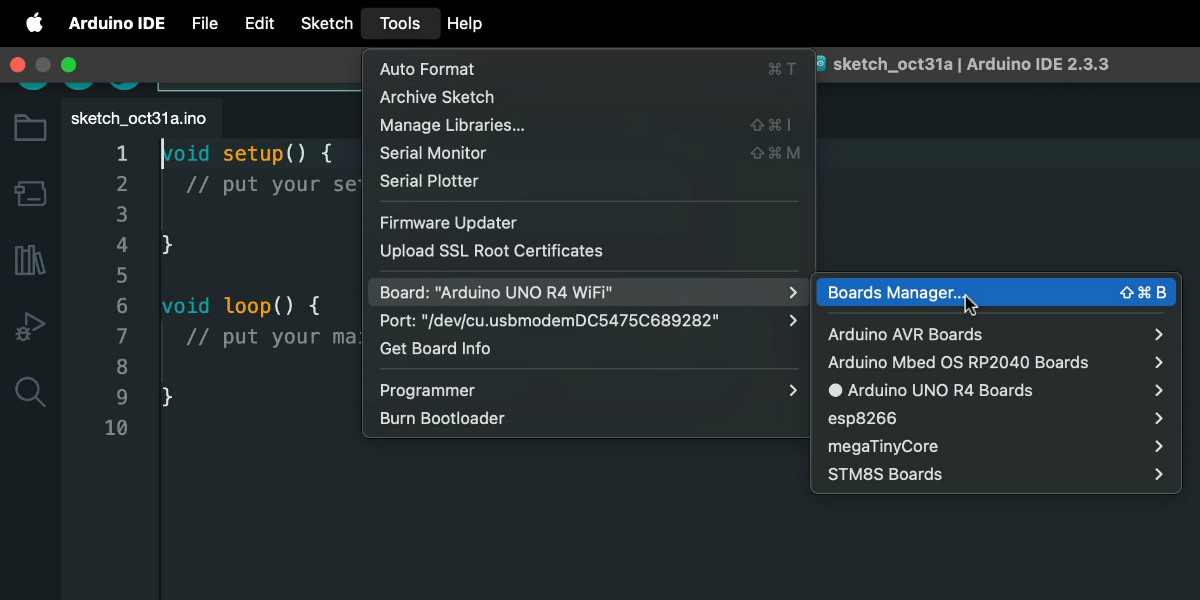 Arduino IDE File Edit Sketch Tools Help
sketch_oct31a | Arduino IDE 2.3.3
sketch_oct31a.ino
1 void setup() {
2 // put your set
3
4 }
5
6 void loop() {
7 // put your mai
8
9 }
10
Auto Format ⌘ T
Archive Sketch
Manage Libraries... ⇧ ⌘ I
Serial Monitor ⇧ ⌘ M
Serial Plotter
Firmware Updater
Upload SSL Root Certificates
Board: "Arduino UNO R4 WiFi"
Port: "/dev/cu.usbmodemDC5475C689282"
Get Board Info
Programmer
Burn Bootloader
Boards Manager... ⇧ ⌘ B
Arduino AVR Boards
Arduino Mbed OS RP2040 Boards
Arduino UNO R4 Boards
esp8266
megaTinyCore
STM8S Boards